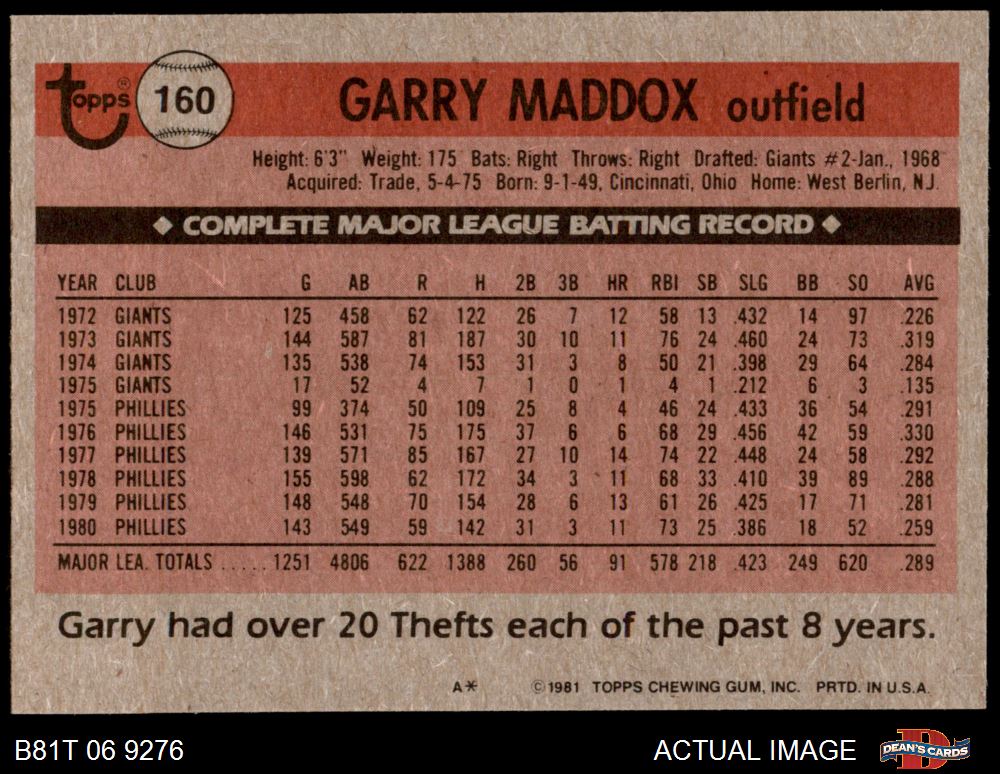 Topps® 160 GARRY MADDOX outfield
Height: 6'3" Weight: 175 Bats: Right Throws: Right Drafted: Giants #2-Jan., 1968
Acquired: Trade, 5-4-75 Born: 9-1-49, Cincinnati, Ohio Home: West Berlin, N.J.
◆ COMPLETE MAJOR LEAGUE BATTING RECORD ◆
YEAR CLUB G AB R H 2B 3B HR RBI SB SLG BB SO AVG
1972 GIANTS 125 458 62 122 26 7 12 58 13 .432 14 97 .226
1973 GIANTS 144 587 81 187 30 10 11 76 24 .460 24 73 .319
1974 GIANTS 135 538 74 153 31 3 8 50 21 .398 29 64 .284
1975 GIANTS 17 52 4 7 1 0 1 4 1 .212 6 3 .135
1975 PHILLIES 99 374 50 109 25 8 4 46 24 .433 36 54 .291
1976 PHILLIES 146 531 75 175 37 6 6 68 29 .456 42 59 .330
1977 PHILLIES 139 571 85 167 27 10 14 74 22 .448 24 58 .292
1978 PHILLIES 155 598 62 172 34 3 11 68 33 .410 39 89 .288
1979 PHILLIES 148 548 70 154 28 6 13 61 26 .425 17 71 .281
1980 PHILLIES 143 549 59 142 31 3 11 73 25 .386 18 52 .259
MAJOR LEA. TOTALS ..... 1251 4806 622 1388 260 56 91 578 218 .423 249 620 .289
Garry had over 20 Thefts each of the past 8 years.
A* ©1981 TOPPS CHEWING GUM, INC. PRTD. IN U.S.A.
B81T 06 9276 ACTUAL IMAGE DEAN'S CARDS